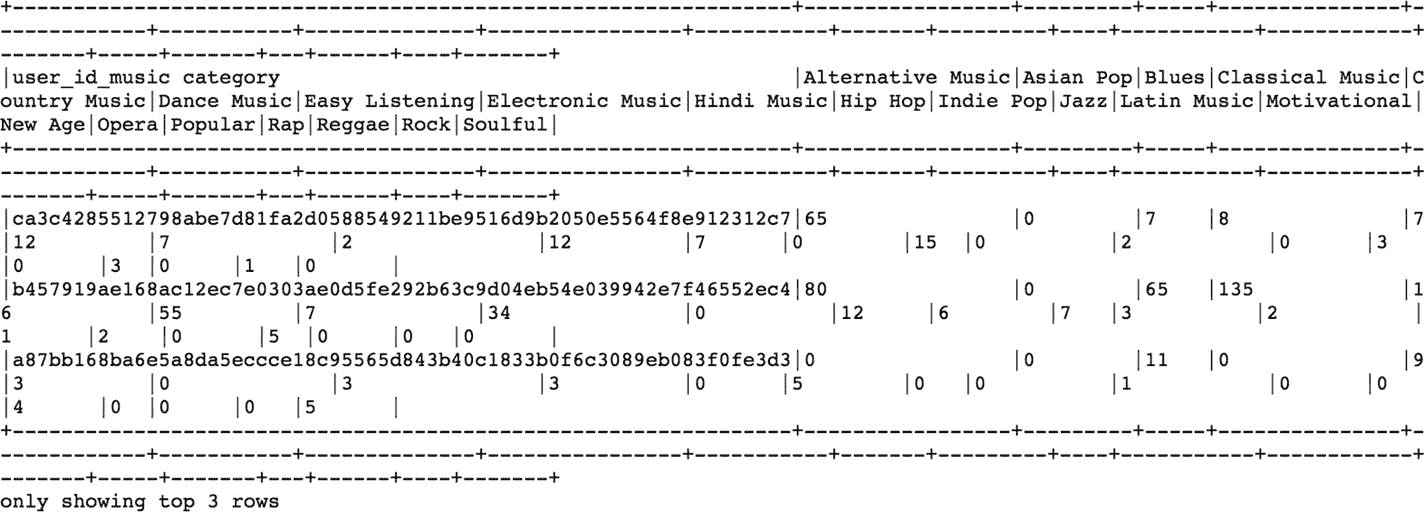 +----------------------------------------------------------------+-----------------+---------+-----+---------------+-
------------+-----------+--------------+-----------------+-----------+-------+---------+----+-----------+------------+
-------+-----+-------+---+------+----+-------+
|user_id_music category                                          |Alternative Music|Asian Pop|Blues|Classical Music|C
ountry Music|Dance Music|Easy Listening|Electronic Music|Hindi Music|Hip Hop|Indie Pop|Jazz|Latin Music|Motivational|
New Age|Opera|Popular|Rap|Reggae|Rock|Soulful|
+----------------------------------------------------------------+-----------------+---------+-----+---------------+-
------------+-----------+--------------+-----------------+-----------+-------+---------+----+-----------+------------+
-------+-----+-------+---+------+----+-------+
|ca3c4285512798abe7d81fa2d0588549211be9516d9b2050e5564f8e912312c7|65               |0        |7    |8              |7
|12          |7             |2               |12          |7       |0        |15  |0          |2            |0       |3
|0      |3  |0      |1   |0       |
|b457919ae168ac12ec7e0303ae0d5fe292b63c9d04eb54e039942e7f46552ec4|80               |0        |65   |135            |1
6            |55          |7             |34               |0           |12      |6         |7   |3          |2            |
1       |2     |0      |5   |0      |0    |0       |
|a87bb168ba6e5a8da5eccce18c95565d843b40c1833b0f6c3089eb083f0fe3d3|0                |0        |11   |0              |9
|3           |0             |3               |3           |0       |5        |0   |0          |1            |0       |0
|4      |0  |0      |0   |5       |
+----------------------------------------------------------------+-----------------+---------+-----+---------------+-
------------+-----------+--------------+-----------------+-----------+-------+---------+----+-----------+------------+
-------+-----+-------+---+------+----+-------+
only showing top 3 rows